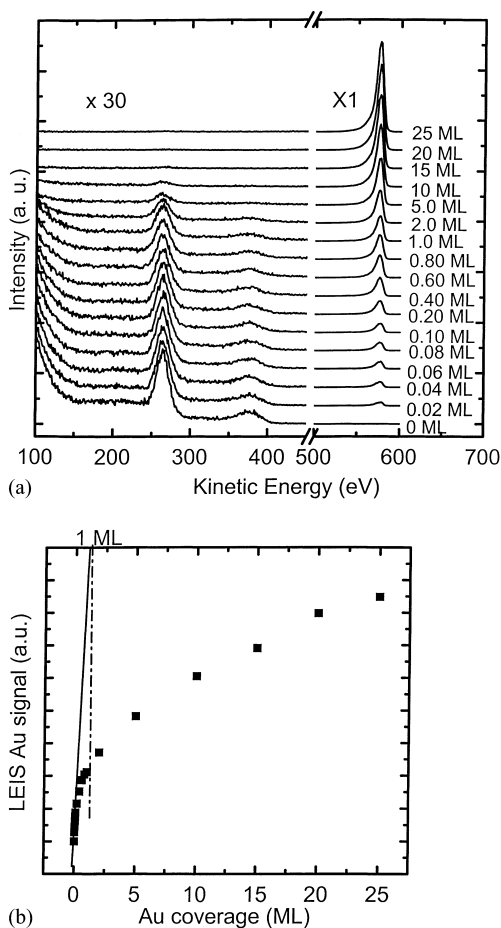 x 30
X1
25 ML
20 ML
15 ML
10 ML
5.0 ML
2.0 ML
1.0 ML
0.80 ML
0.60 ML
0.40 ML
0.20 ML
0.10 ML
0.08 ML
0.06 ML
0.04 ML
0.02 ML
0 ML
Intensity (a. u.)
100 200 300 400 500 600 700
Kinetic Energy (eV)
(a)
1 ML
LEIS Au signal (a.u.)
0 5 10 15 20 25
Au coverage (ML)
(b)